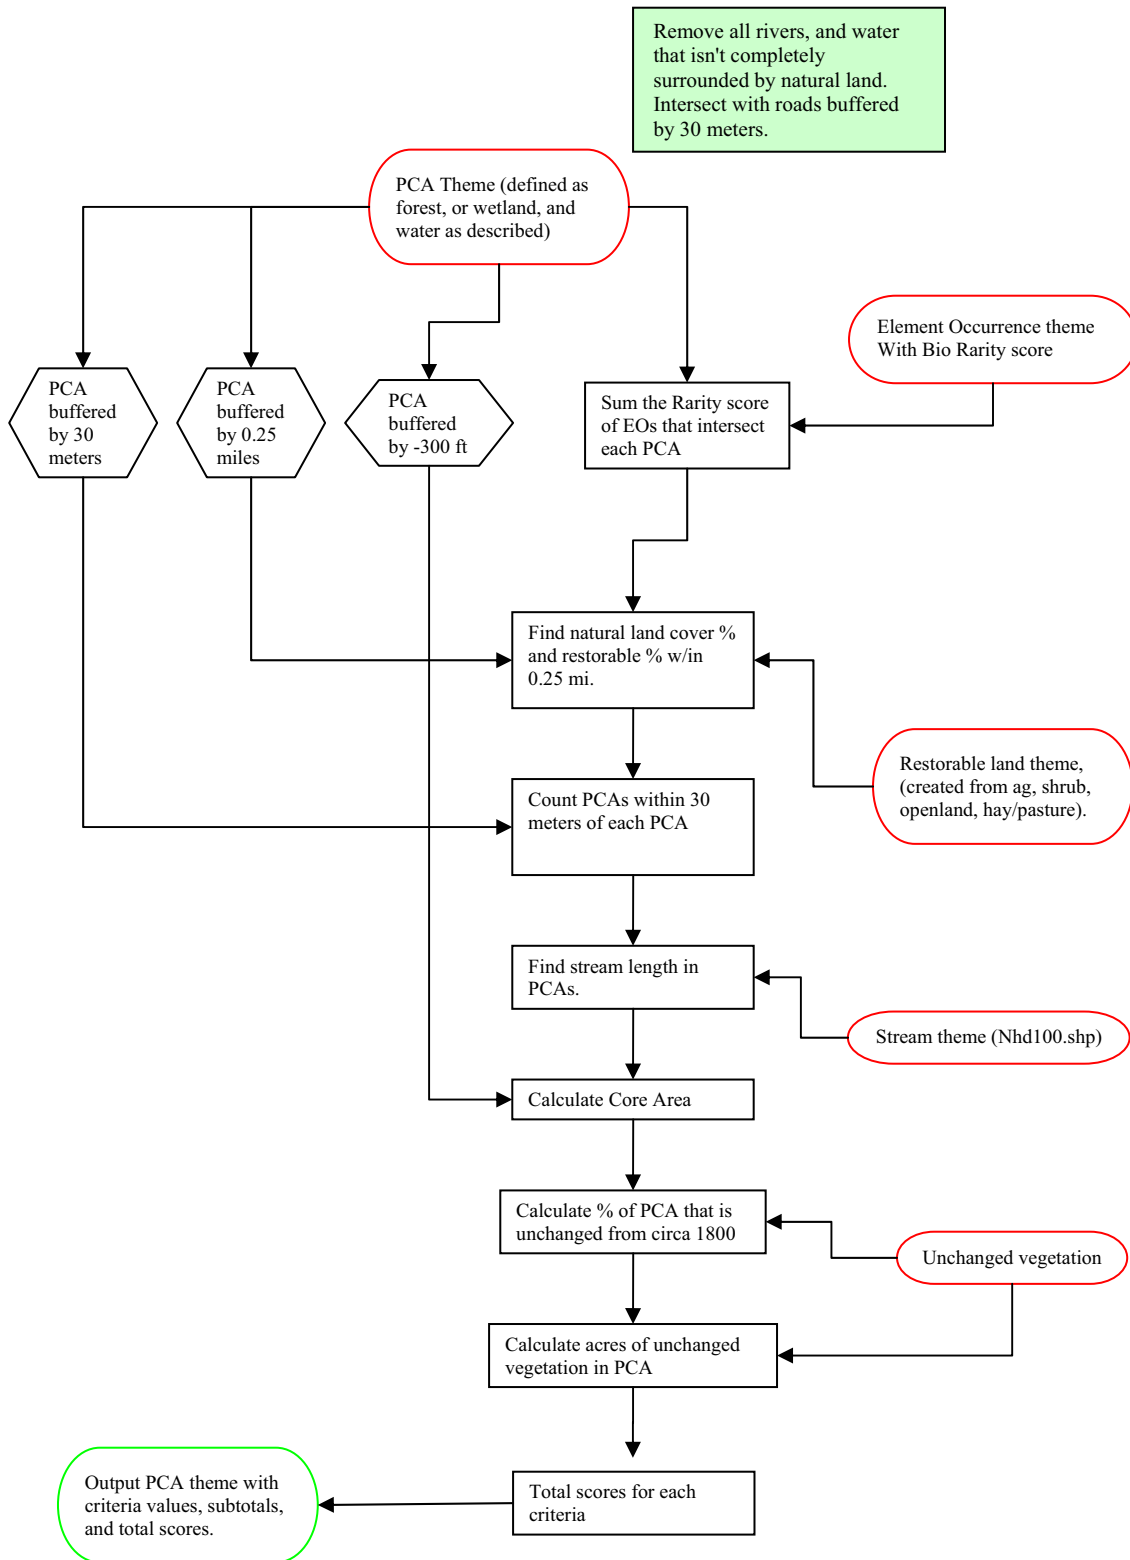 Remove all rivers, and water
that isn't completely
surrounded by natural land.
Intersect with roads buffered
by 30 meters.
PCA Theme (defined as
forest, or wetland, and
water as described)
Element Occurrence theme
With Bio Rarity score
PCA
buffered
by 30
meters
PCA
buffered
by 0.25
miles
PCA
buffered
by -300 ft
Sum the Rarity score
of EOs that intersect
each PCA
Find natural land cover %
and restorable % w/in
0.25 mi.
Restorable land theme,
(created from ag, shrub,
openland, hay/pasture).
Count PCAs within 30
meters of each PCA
Find stream length in
PCAs.
Stream theme (Nhd100.shp)
Calculate Core Area
Calculate % of PCA that is
unchanged from circa 1800
Unchanged vegetation
Calculate acres of unchanged
vegetation in PCA
Total scores for each
criteria
Output PCA theme with
criteria values, subtotals,
and total scores.